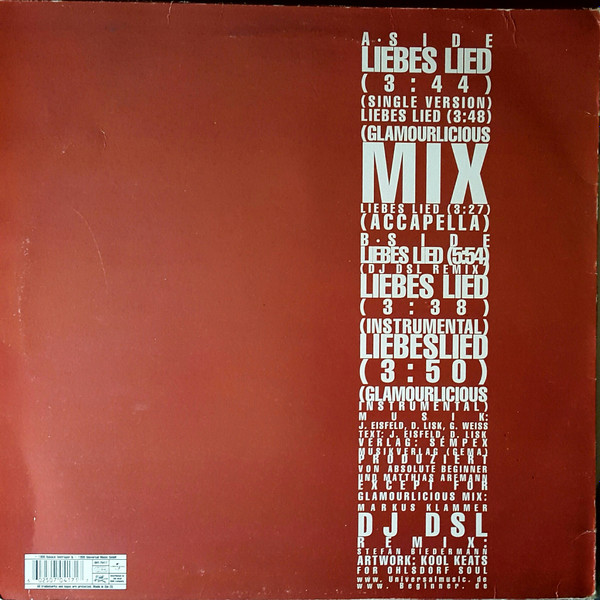 A-SIDE
LIEBES LIED
(3:44)
(SINGLE VERSION)
LIEBES LIED (3:48)
(GLAMOURLICIOUS
MIX
LIEBES LIED (3:27)
(ACCAPELLA)
B-SIDE
LIEBES LIED (5:54)
(DJ DSL REMIX)
LIEBES LIED
(3:38)
(INSTRUMENTAL)
LIEBESLIED
(3:50)
(GLAMOURLICIOUS
INSTRUMENTAL)
MUSIK:
J. EISFELD, D. LISK, G. WEISS
TEXT: J. EISFELD, D. LISK
VERLAG: SEMPEX
MUSIKVERLAG (GEMA)
PRODUZIERT
VON ABSOLUTE BEGINNER
UND MATTHIAS ARFMANN
EXCEPT FOR
GLAMOURLICIOUS MIX:
MARKUS KLAMMER
DJ DSL
REMIX:
STEFAN BIEDERMANN
ARTWORK: KOOL KEATS
FOR OHLSDORF SOUL
www.Universalmusic.de
www.Beginner.de